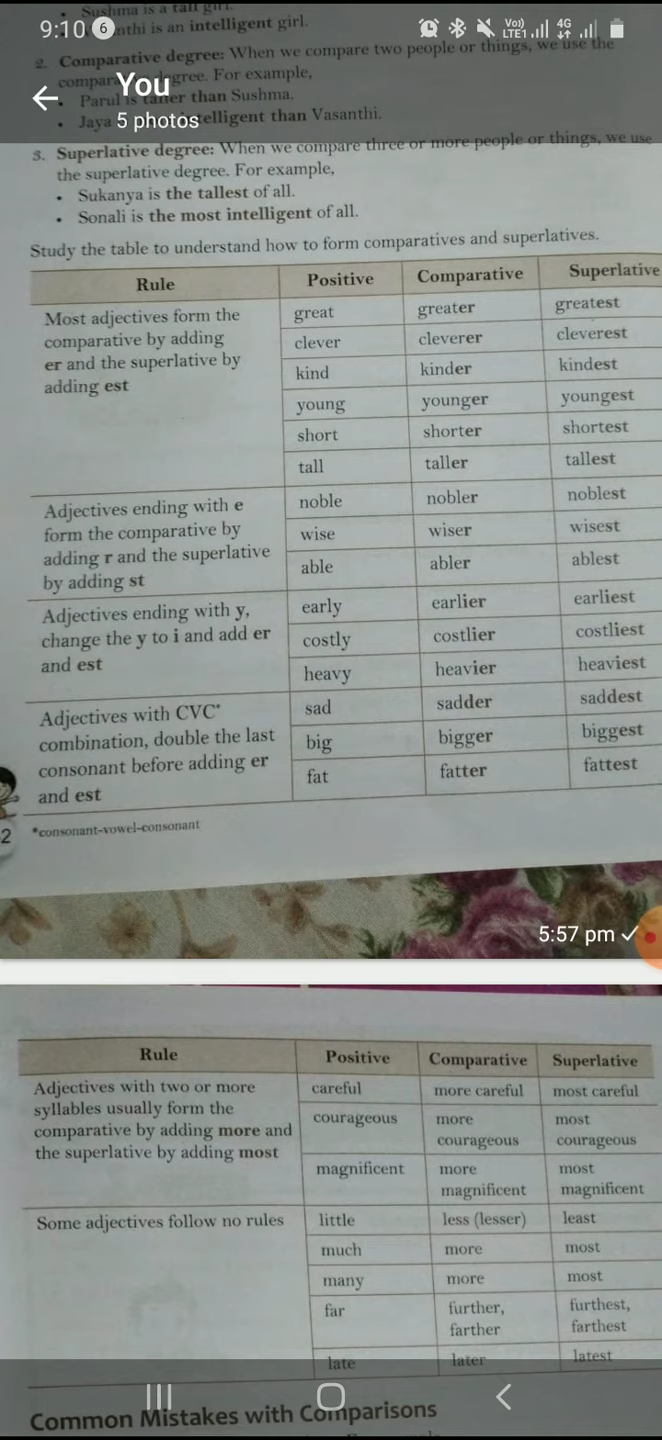 Sushma is a tall girl.
9:10 6 Vo)) LTE1 4G
nthi is an intelligent girl.
2. Comparative degree: When we compare two people or things, we use the
compar degree. For example,
You
• Parul is taller than Sushma.
• Jaya elligent than Vasanthi.
5 photos
3. Superlative degree: When we compare three or more people or things, we use
the superlative degree. For example,
• Sukanya is the tallest of all.
• Sonali is the most intelligent of all.
Study the table to understand how to form comparatives and superlatives.
Rule Positive Comparative Superlative
Most adjectives form the
comparative by adding
er and the superlative by
adding est
great greater greatest
clever cleverer cleverest
kind kinder kindest
young younger youngest
short shorter shortest
tall taller tallest
Adjectives ending with e
form the comparative by
adding r and the superlative
by adding st
noble nobler noblest
wise wiser wisest
able abler ablest
Adjectives ending with y,
change the y to i and add er
and est
early earlier earliest
costly costlier costliest
heavy heavier heaviest
Adjectives with CVC*
combination, double the last
consonant before adding er
and est
sad sadder saddest
big bigger biggest
fat fatter fattest
2
*consonant-vowel-consonant
5:57 pm
Rule Positive Comparative Superlative
Adjectives with two or more
syllables usually form the
comparative by adding more and
the superlative by adding most
careful more careful most careful
courageous more courageous most courageous
magnificent more magnificent most magnificent
Some adjectives follow no rules
little less (lesser) least
much more most
many more most
far further, farther furthest, farthest
late later latest
Common Mistakes with Comparisons